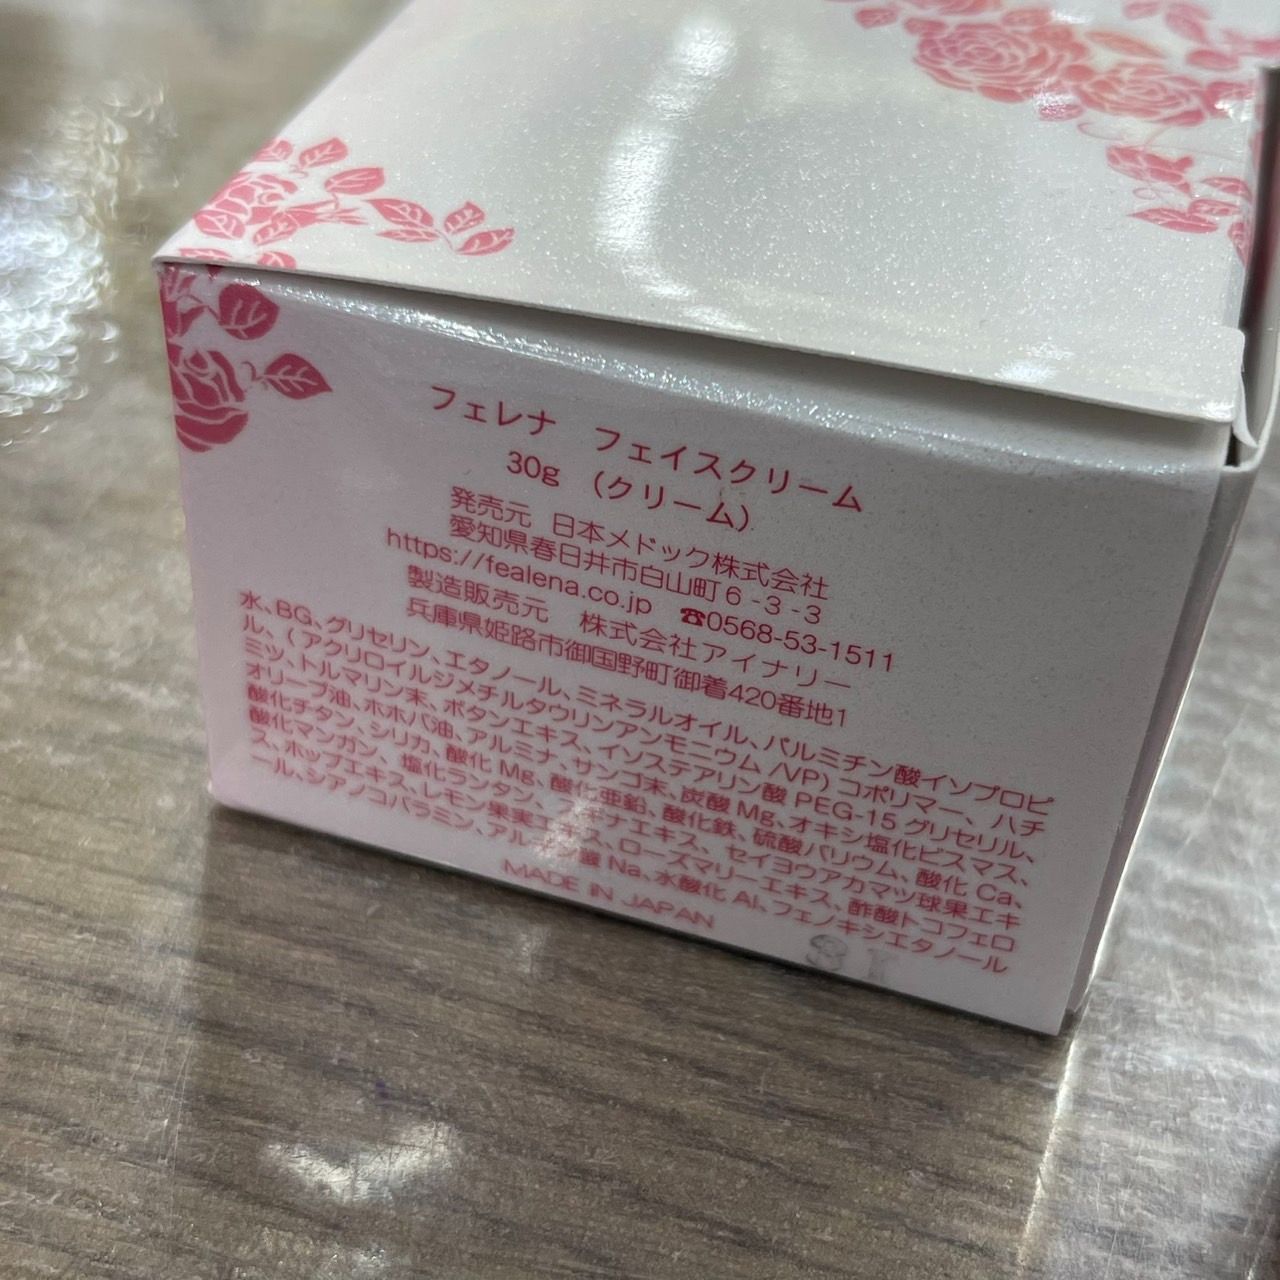 フェレナ　フェイスクリーム
30g　(クリーム)
発売元　日本メドック株式会社
愛知県春日井市白山町6-3-3
https://fealena.co.jp　☎0568-53-1511
製造販売元　株式会社アイナリー
兵庫県姫路市御国野町御着420番地1
水、BG、グリセリン、エタノール、ミネラルオイル、パルミチン酸イソプロピ
ル、(アクリロイルジメチルタウリンアンモニウム/VP)コポリマー、ハチ
ミツ、トルマリン末、ボタンエキス、イソステアリン酸PEG-15グリセリル、
オリーブ油、ホホバ油、アルミナ、サンゴ末、炭酸Mg、オキシ塩化ビスマス、
酸化チタン、シリカ、酸化Mg、酸化亜鉛、酸化鉄、硫酸バリウム、酸化Ca、
酸化マンガン、塩化ランタン、スギナエキス、セイヨウアカマツ球果エキ
ス、ホップエキス、レモン果実エキス、ローズマリーエキス、酢酸トコフェロ
ール、シアノコバラミン、アルギン酸Na、水酸化Al、フェノキシエタノール
MADE iN JAPAN